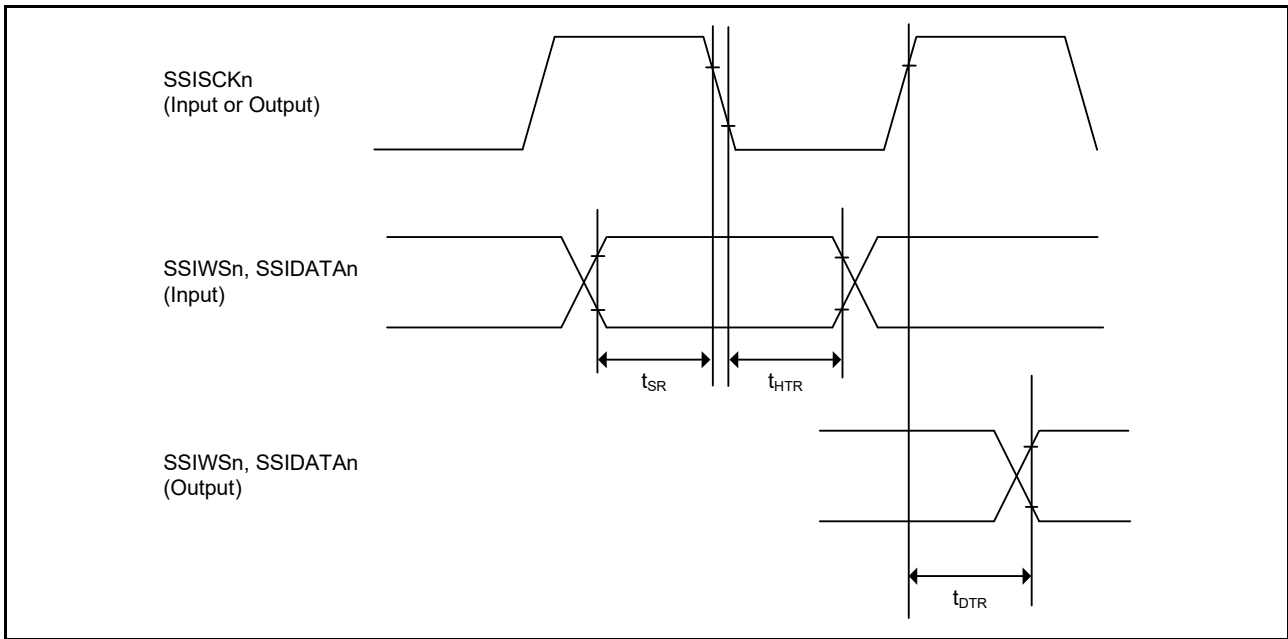 SSISCKn
(Input or Output)
SSIWSn, SSIDATAn
(Input)
tSR
tHTR
SSIWSn, SSIDATAn
(Output)
tDTR